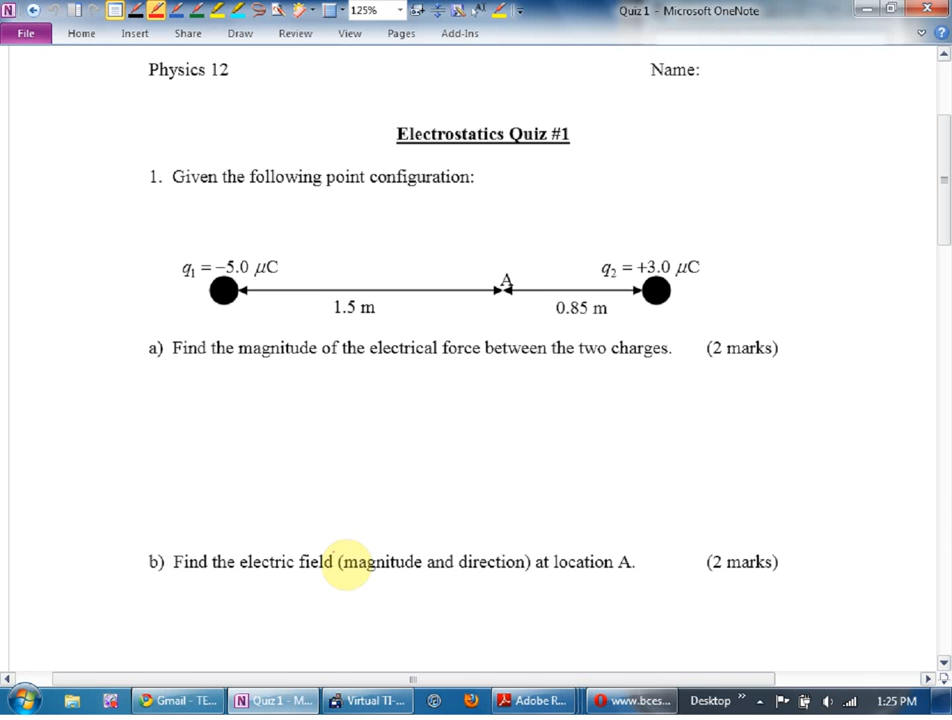 125%
Quiz 1 - Microsoft OneNote
File Home Insert Share Draw Review View Pages Add-Ins
Physics 12 Name:
Electrostatics Quiz #1
1. Given the following point configuration:
q₁ = −5.0 μC A q₂ = +3.0 μC
1.5 m 0.85 m
a) Find the magnitude of the electrical force between the two charges. (2 marks)
b) Find the electric field (magnitude and direction) at location A. (2 marks)
Gmail - TE... Quiz 1 - M... Virtual TI-... Adobe R... www.bces... Desktop 1:25 PM